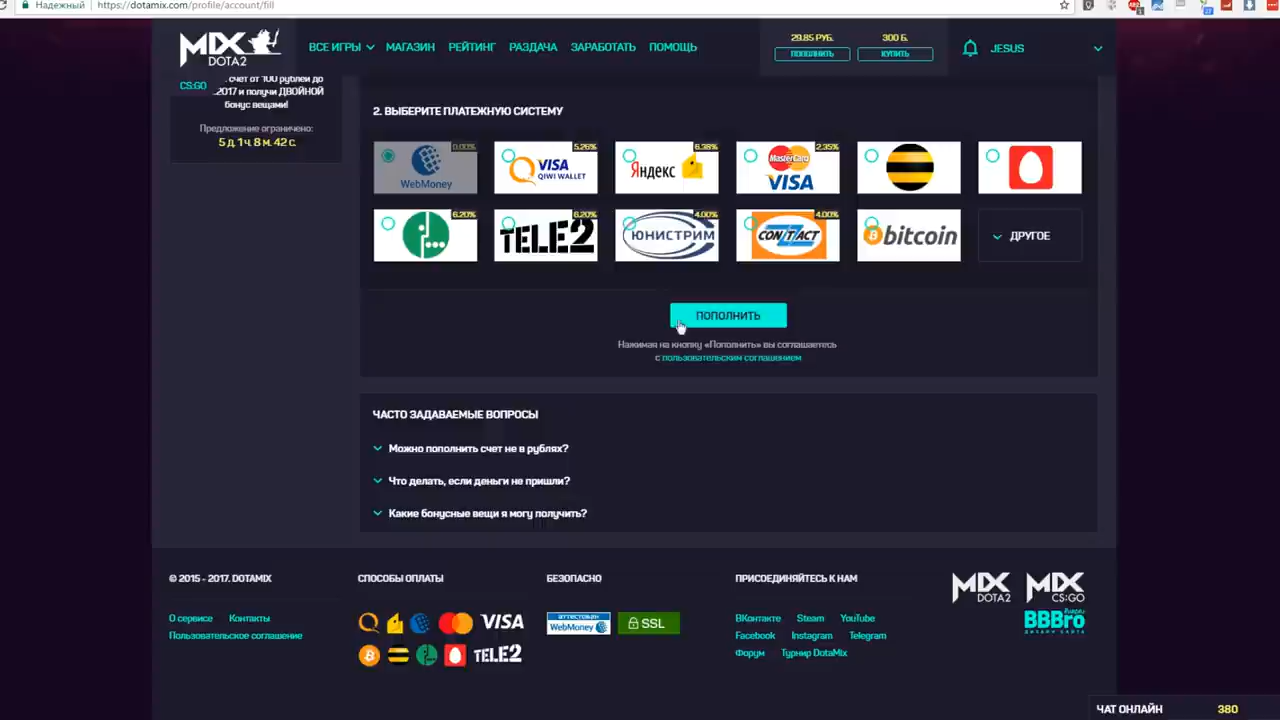 Надежный
https://dotamix.com/profile/account/fill
MIX
DOTA2
ВСЕ ИГРЫ
МАГАЗИН
РЕЙТИНГ
РАЗДАЧА
ЗАРАБОТАТЬ
ПОМОЩЬ
29.85 РУБ.
ПОПОЛНИТЬ
300 Б.
КУПИТЬ
JESUS
CS:GO
счет от 100 рублей до
.2017 и получи ДВОЙНОЙ
бонус вещами!
Предложение ограничено:
5 д. 1 ч. 8 м. 42 с.
2. ВЫБЕРИТЕ ПЛАТЕЖНУЮ СИСТЕМУ
0.00%
WebMoney
5.26%
VISA
QIWI WALLET
6.38%
Яндекс
2.35%
MasterCard
VISA
6.20%
6.20%
TELE2
4.00%
ЮНИСТРИМ
4.00%
CONTACT
bitcoin
ДРУГОЕ
ПОПОЛНИТЬ
Нажимая на кнопку «Пополнить» вы соглашаетесь
с пользовательским соглашением
ЧАСТО ЗАДАВАЕМЫЕ ВОПРОСЫ
Можно пополнить счет не в рублях?
Что делать, если деньги не пришли?
Какие бонусные вещи я могу получить?
© 2015 - 2017. DOTAMIX
О сервисе
Контакты
Пользовательское соглашение
СПОСОБЫ ОПЛАТЫ
VISA
TELE2
БЕЗОПАСНО
аттестован
WebMoney
SSL
ПРИСОЕДИНЯЙТЕСЬ К НАМ
ВКонтакте
Steam
YouTube
Facebook
Instagram
Telegram
Форум
Турнир DotaMix
MIX
DOTA2
MIX
CS:GO
BBBro
ДИЗАЙН САЙТА
ЧАТ ОНЛАЙН
380